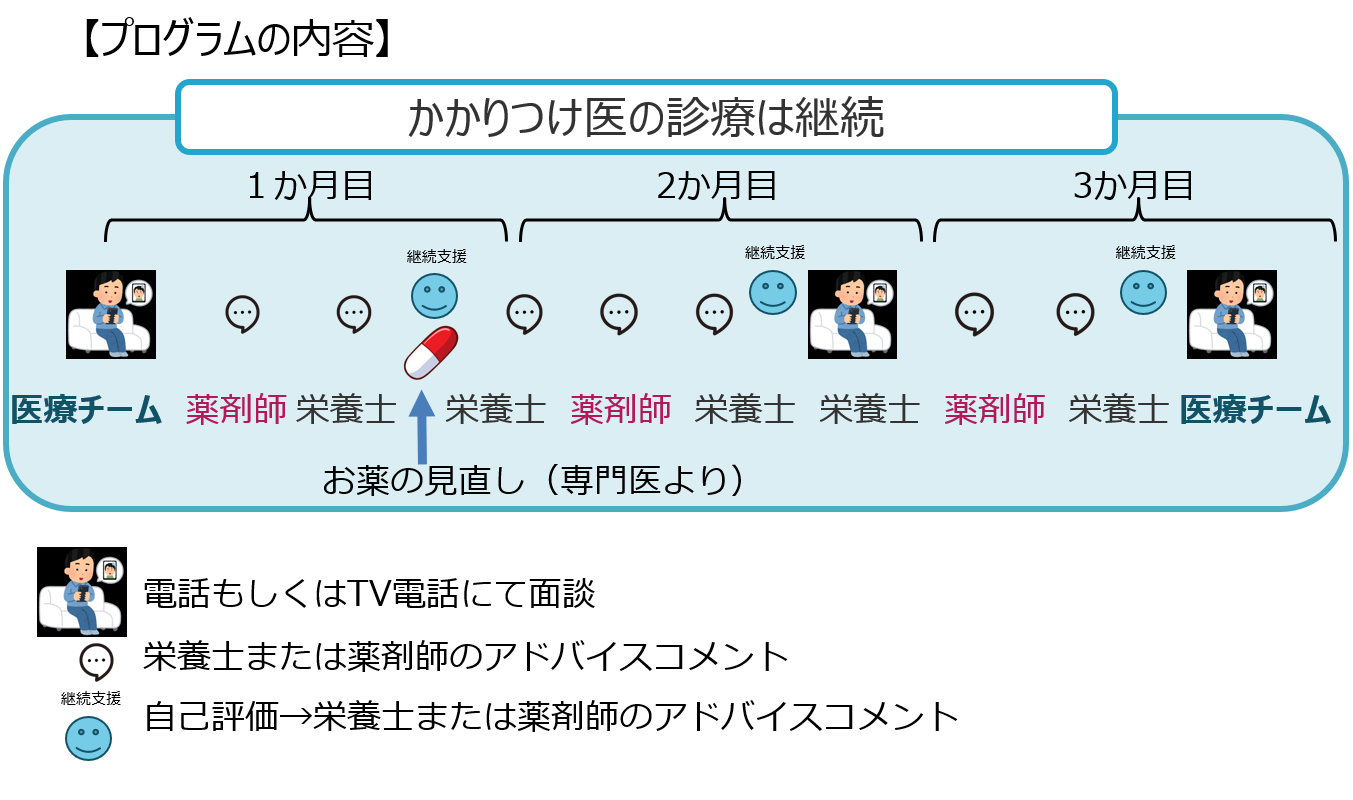 【プログラムの内容】
かかりつけ医の診療は継続
１か月目 2か月目 3か月目
継続支援 継続支援 継続支援
医療チーム 薬剤師 栄養士 栄養士 薬剤師 栄養士 栄養士 薬剤師 栄養士 医療チーム
お薬の見直し（専門医より）
電話もしくはTV電話にて面談
栄養士または薬剤師のアドバイスコメント
継続支援
自己評価→栄養士または薬剤師のアドバイスコメント